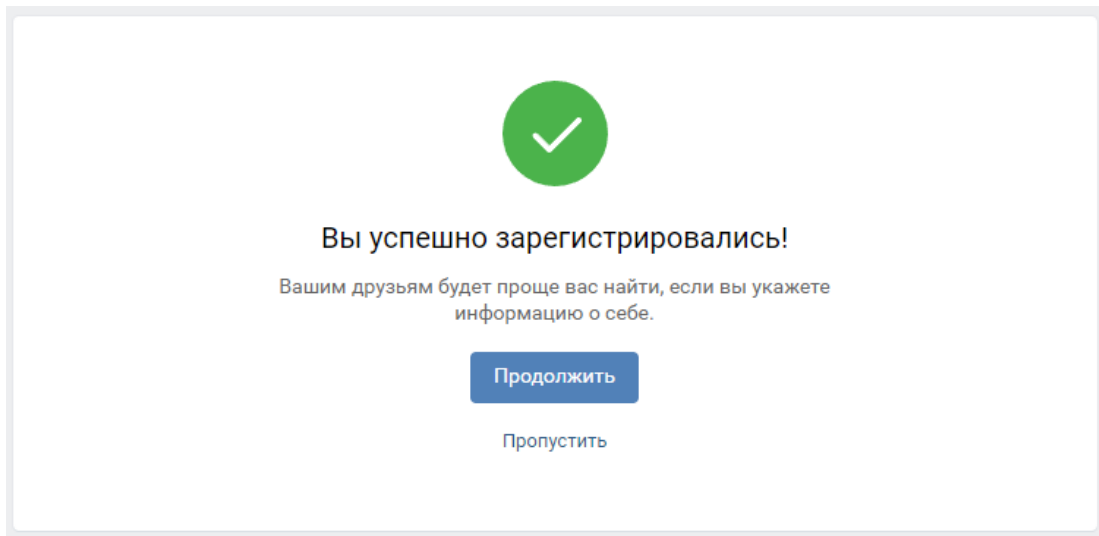 Вы успешно зарегистрировались!
Вашим друзьям будет проще вас найти, если вы укажете
информацию о себе.
Продолжить
Пропустить